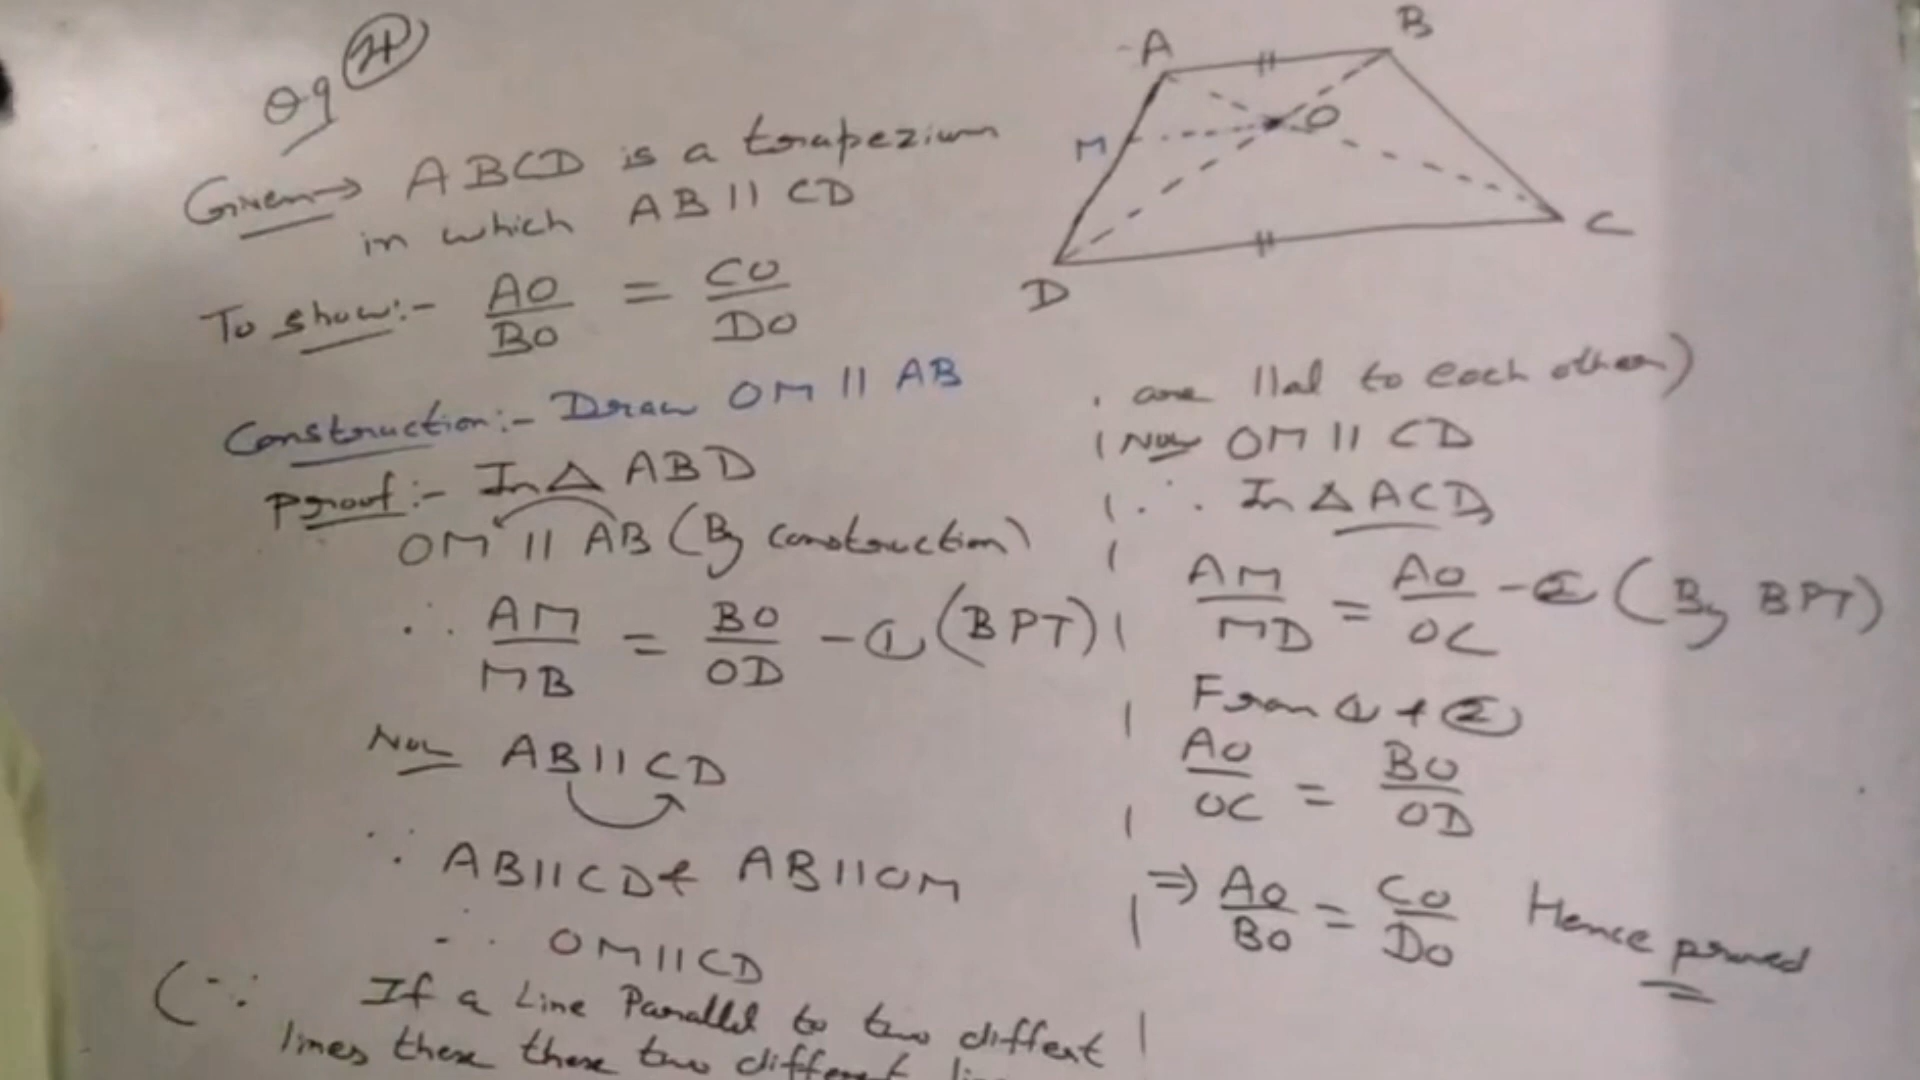 Q9
Given→ ABCD is a trapezium
in which AB || CD
To show:- AO/BO = CO/DO
Construction:- Draw OM || AB
Proof:- In △ ABD
OM || AB (By construction)
∴ AM/MB = BO/OD - ① (BPT)
Now AB || CD
∴ AB || CD & AB || OM
∴ OM || CD
(∵ If a Line Parallel to two diffent
lines these two different
A
B
M
O
C
D
are llal to each other)
Now OM || CD
∴ In △ ACD,
AM/MD = AO/OC - ② (By BPT)
From ① + ②
AO/OC = BO/OD
⇒ AO/BO = CO/DO Hence proved